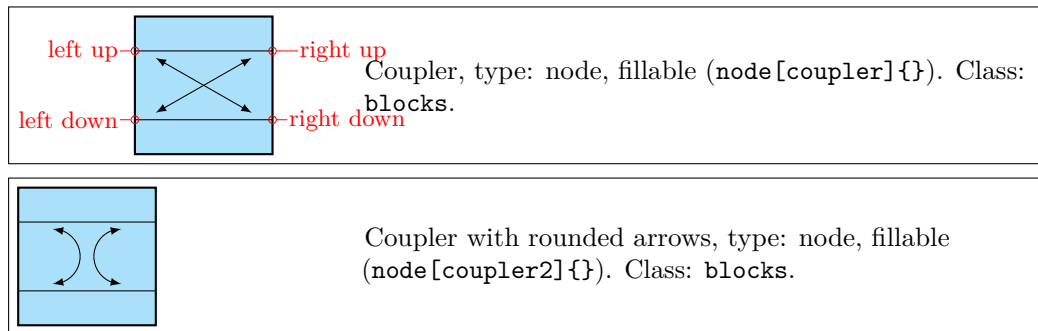 left up
right up
Coupler, type: node, fillable (node[coupler]{}). Class:
blocks.
left down
right down
Coupler with rounded arrows, type: node, fillable
(node[coupler2]{}). Class: blocks.